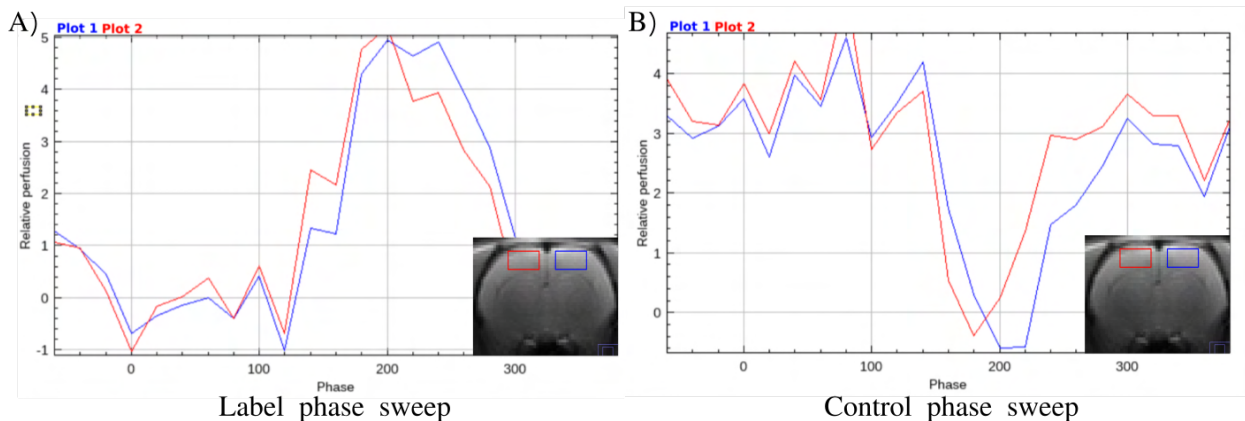 A)
Plot 1 Plot 2
5
4
3
2
1
0
-1
Relative perfusion
0 100 200 300
Phase
Label phase sweep
B)
Plot 1 Plot 2
4
3
2
1
0
Relative perfusion
0 100 200 300
Phase
Control phase sweep